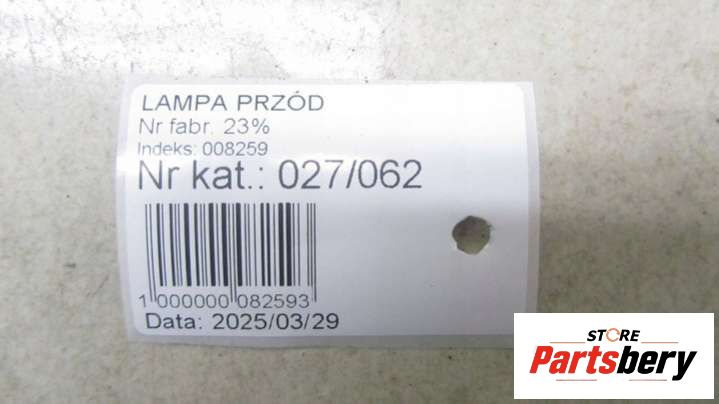 LAMPA PRZÓD
Nr fabr. 23%
Indeks: 008259
Nr kat.: 027/062
1 000000 082593
Data: 2025/03/29
STORE
Partsbery